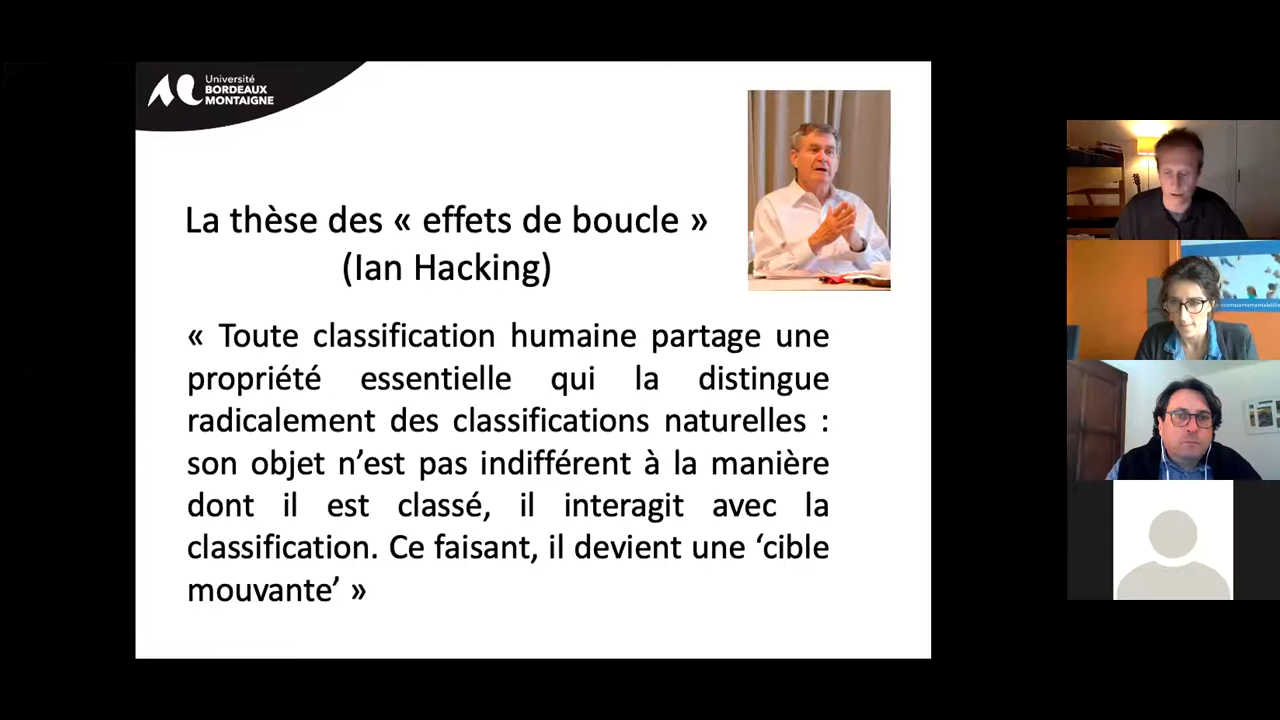 Université
BORDEAUX
MONTAIGNE
La thèse des « effets de boucle »
(Ian Hacking)
« Toute classification humaine partage une
propriété essentielle qui la distingue
radicalement des classifications naturelles :
son objet n’est pas indifférent à la manière
dont il est classé, il interagit avec la
classification. Ce faisant, il devient une ‘cible
mouvante’ »